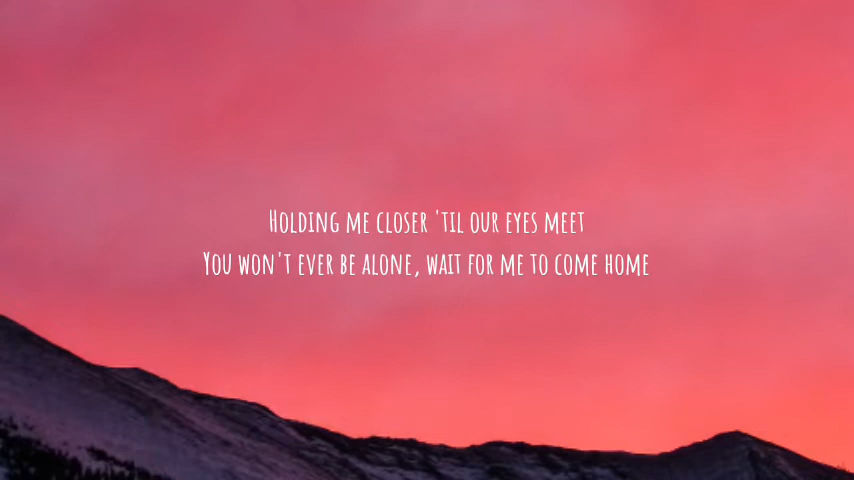 Holding me closer 'til our eyes meet
You won't ever be alone, wait for me to come home